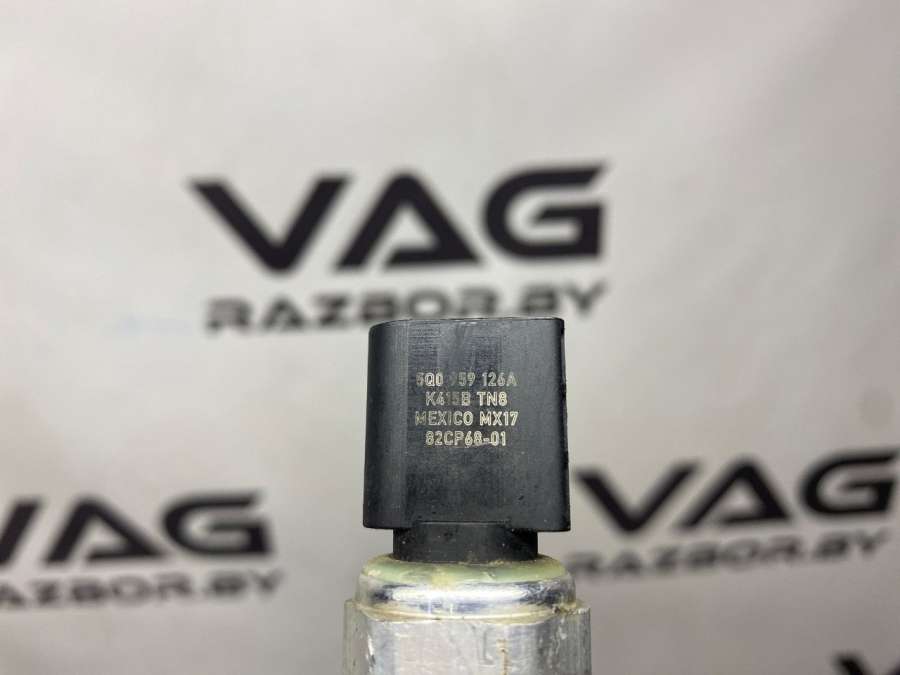 VAG
RAZBOR.BY
5Q0 959 126A
K415B TN8
MEXICO MX17
82CP68-01
VAG
RAZBOR.BY
VAG
RAZBOR.BY